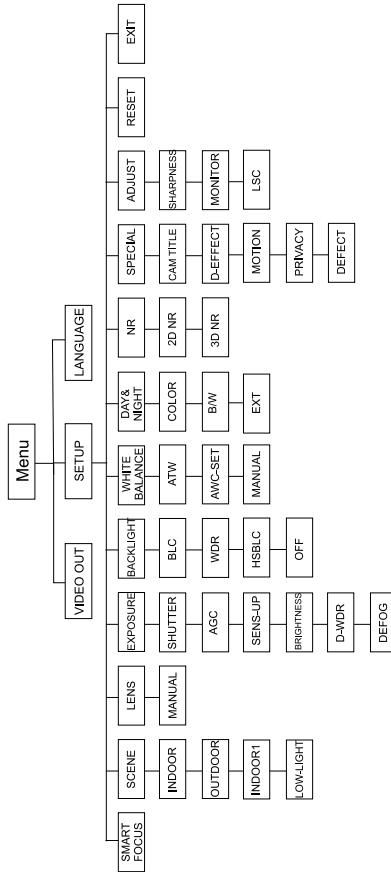 Menu
VIDEO OUT
SETUP
LANGUAGE
SMART
FOCUS
SCENE
INDOOR
OUTDOOR
INDOOR1
LOW-LIGHT
LENS
MANUAL
EXPOSURE
SHUTTER
AGC
SENS-UP
BRIGHTNESS
D-WDR
DEFOG
BACKLIGHT
BLC
WDR
HSBLC
OFF
WHITE
BALANCE
ATW
AWC-SET
MANUAL
DAY&
NIGHT
COLOR
B/W
EXT
NR
2D NR
3D NR
SPECIAL
CAM TITLE
D-EFFECT
MOTION
PRIVACY
DEFECT
ADJUST
SHARPNESS
MONITOR
LSC
RESET
EXIT